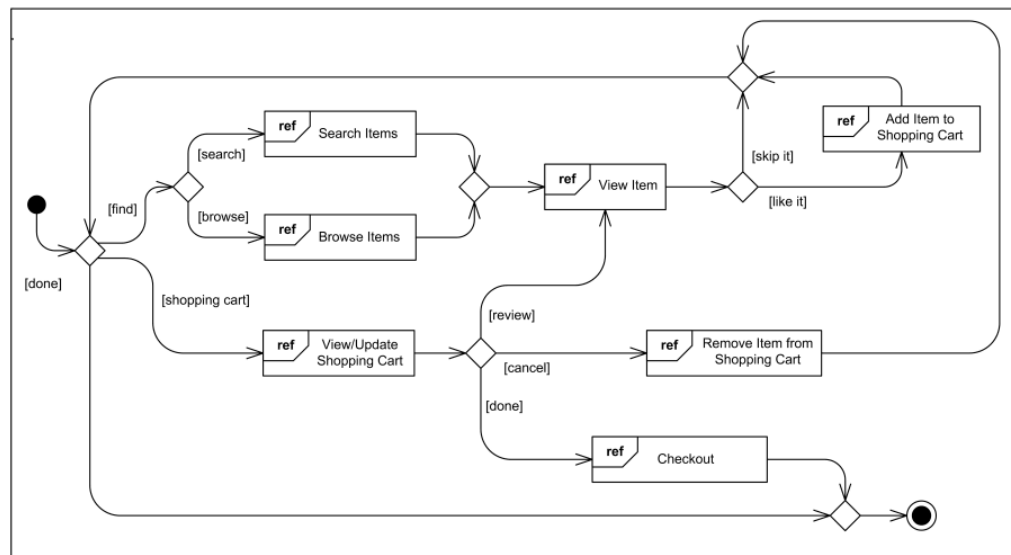 ref
Add Item to
Shopping Cart
ref
Search Items
[search]
[skip it]
ref
View Item
[find]
[browse]
[like it]
ref
Browse Items
[done]
[shopping cart]
[review]
ref
View/Update
Shopping Cart
ref
Remove Item from
Shopping Cart
[cancel]
[done]
ref
Checkout